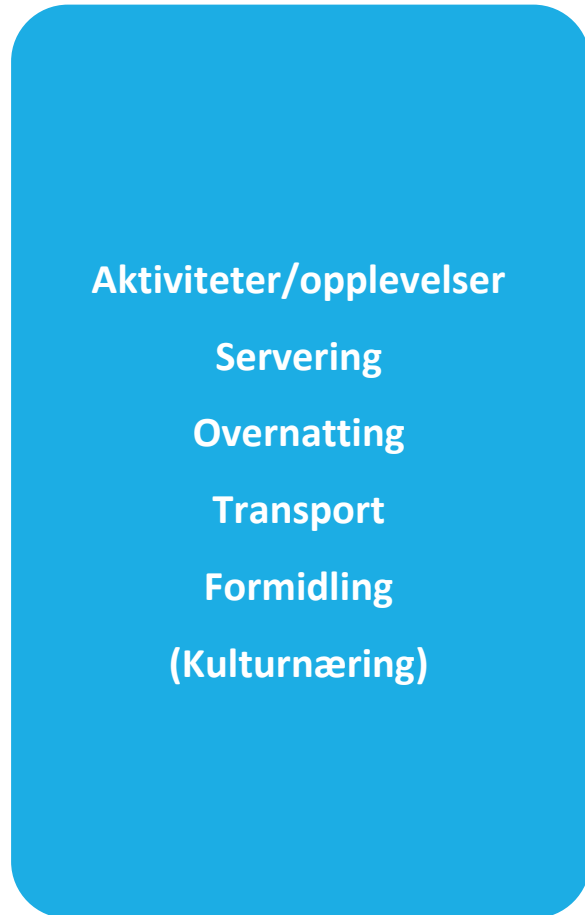 Aktiviteter/opplevelser
Servering
Overnatting
Transport
Formidling
(Kulturnæring)